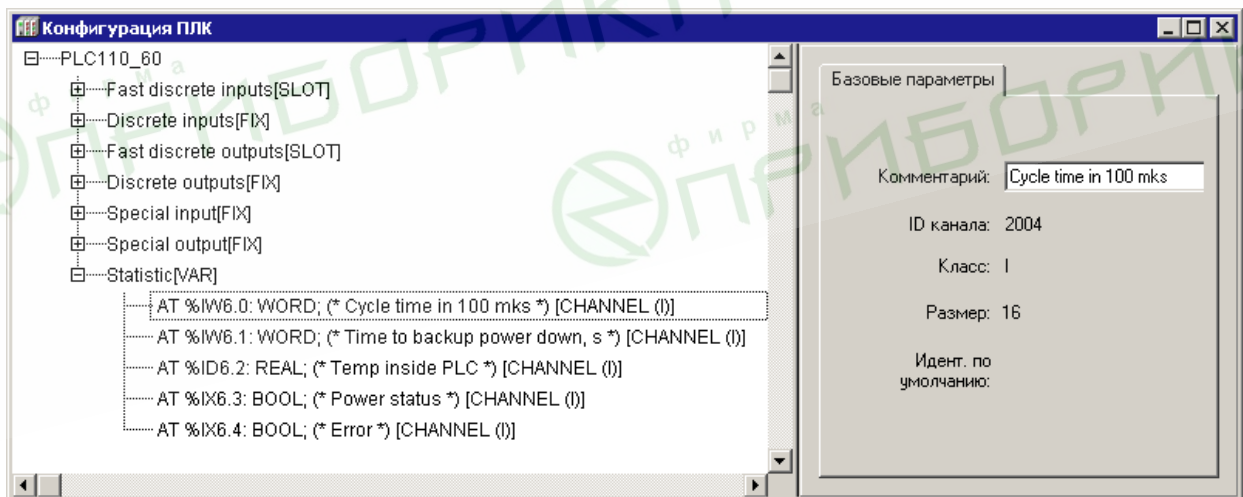 Конфигурация ПЛК
PLC110_60
Fast discrete inputs[SLOT]
Discrete inputs[FIX]
Fast discrete outputs[SLOT]
Discrete outputs[FIX]
Special input[FIX]
Special output[FIX]
Statistic[VAR]
AT %IW6.0: WORD; (* Cycle time in 100 mks *) [CHANNEL (I)]
AT %IW6.1: WORD; (* Time to backup power down, s *) [CHANNEL (I)]
AT %ID6.2: REAL; (* Temp inside PLC *) [CHANNEL (I)]
AT %IX6.3: BOOL; (* Power status *) [CHANNEL (I)]
AT %IX6.4: BOOL; (* Error *) [CHANNEL (I)]
Базовые параметры
Комментарий: Cycle time in 100 mks
ID канала: 2004
Класс: I
Размер: 16
Идент. по
умолчанию:
фирма
ПРИБОРИКА